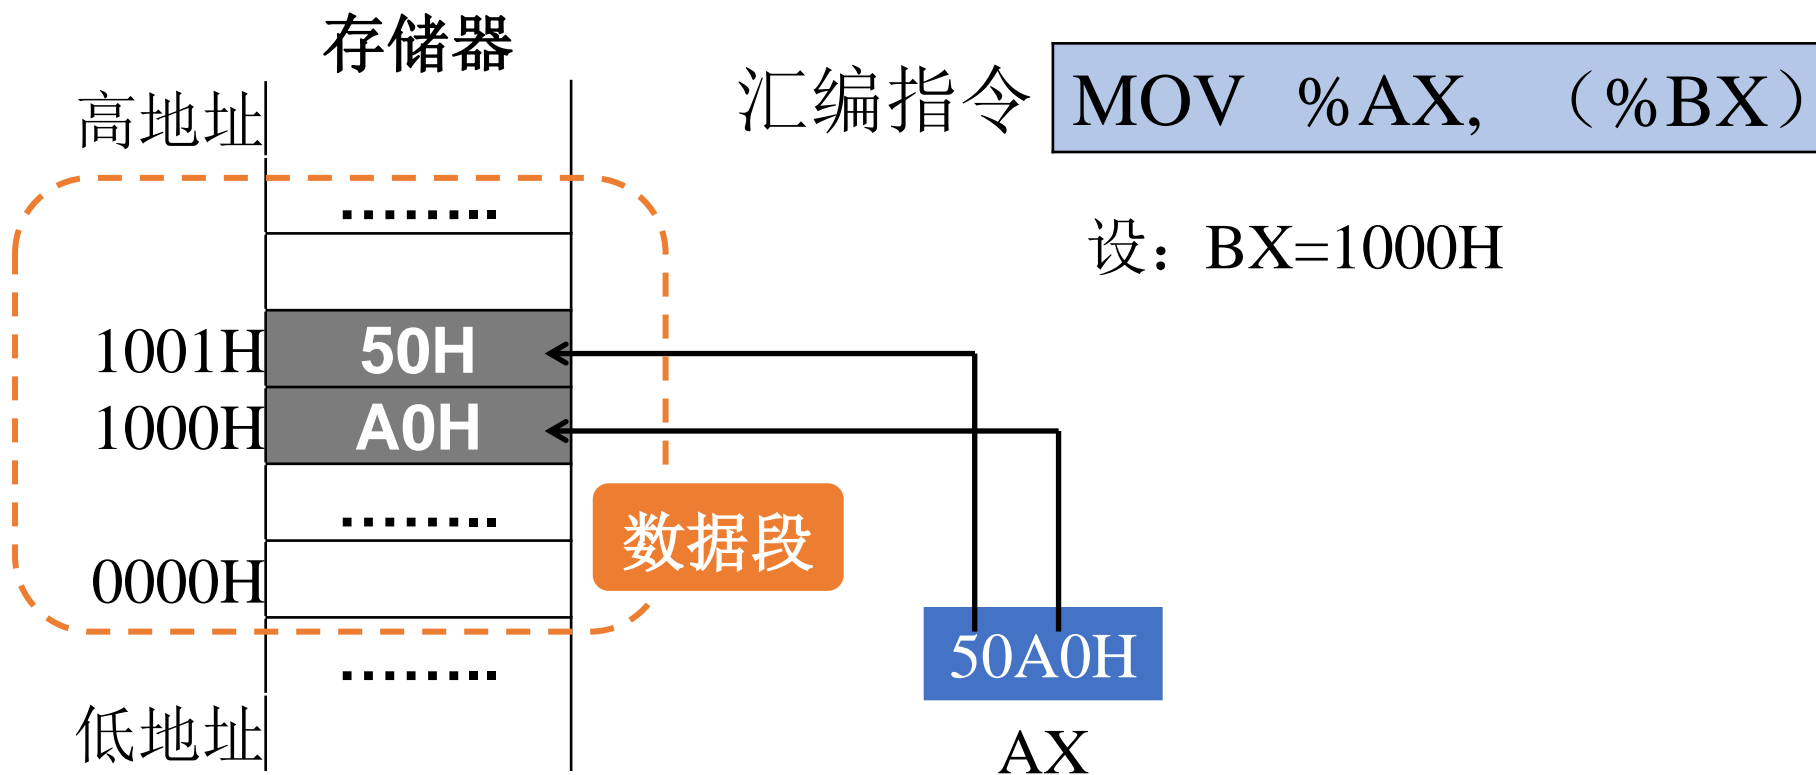 存储器
汇编指令 MOV %AX, （%BX）
高地址
.........
设：BX=1000H
1001H 50H
1000H A0H
.........
数据段
0000H
50A0H
.........
低地址
AX